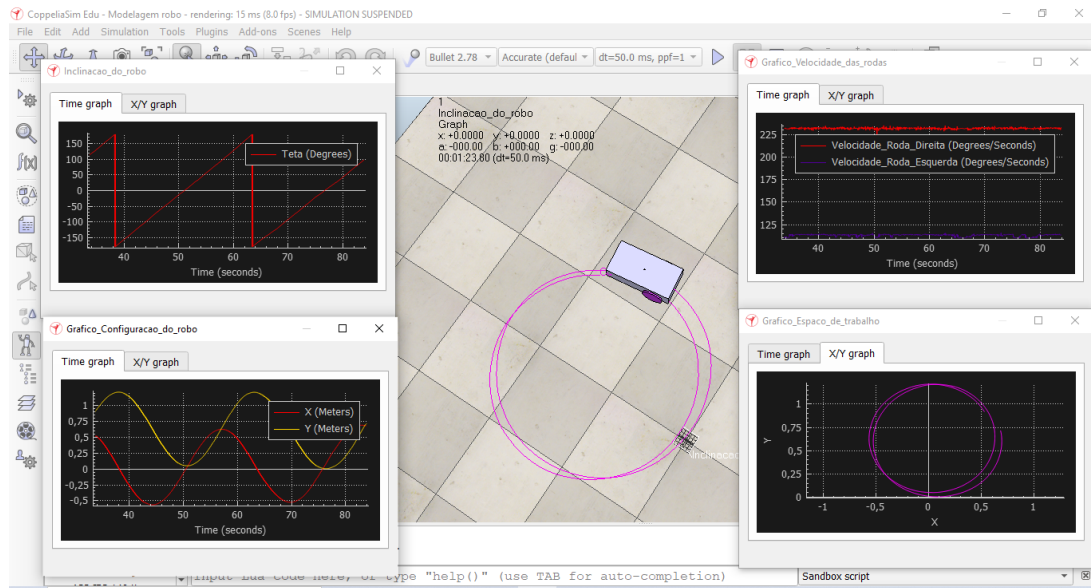 CoppeliaSim Edu - Modelagem robo - rendering: 15 ms (8.0 fps) - SIMULATION SUSPENDED
File Edit Add Simulation Tools Plugins Add-ons Scenes Help
Bullet 2.78 Accurate (defaul dt=50.0 ms, ppf=1
Inclinacao_do_robo
Time graph X/Y graph
Teta (Degrees)
150
100
50
0
-50
-100
-150
40 50 60 70 80
Time (seconds)
1
Inclinacao_do_robo
Graph
x: +0.0000 y: +0.0000 z: +0.0000
a: -000.00 b: +000.00 g: -000.00
00:01:23.60 (dt=50.0 ms)
Inclinacao
Grafico_Velocidade_das_rodas
Time graph X/Y graph
Velocidade_Roda_Direita (Degrees/Seconds)
Velocidade_Roda_Esquerda (Degrees/Seconds)
225
200
175
150
125
40 50 60 70 80
Time (seconds)
Grafico_Configuracao_do_robo
Time graph X/Y graph
X (Meters)
Y (Meters)
1
0,75
0,5
0,25
0
-0,25
-0,5
40 50 60 70 80
Time (seconds)
Grafico_Espaco_de_trabalho
Time graph X/Y graph
Y
1
0,75
0,5
0,25
0
-1 -0,5 0 0,5 1
X
Input Lua code here, or type "help()" (use TAB for auto-completion)
Sandbox script